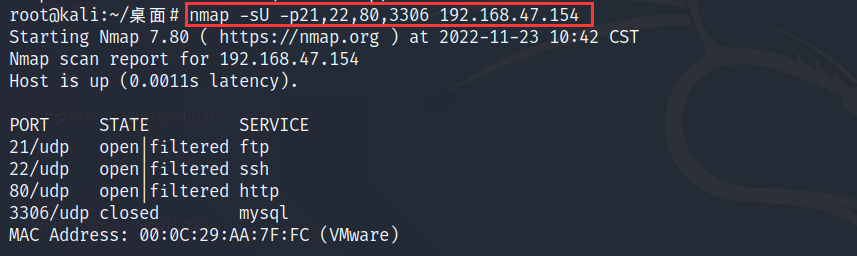 root@kali:~/桌面# nmap -sU -p21,22,80,3306 192.168.47.154
Starting Nmap 7.80 ( https://nmap.org ) at 2022-11-23 10:42 CST
Nmap scan report for 192.168.47.154
Host is up (0.0011s latency).
PORT     STATE         SERVICE
21/udp   open|filtered ftp
22/udp   open|filtered ssh
80/udp   open|filtered http
3306/udp closed        mysql
MAC Address: 00:0C:29:AA:7F:FC (VMware)